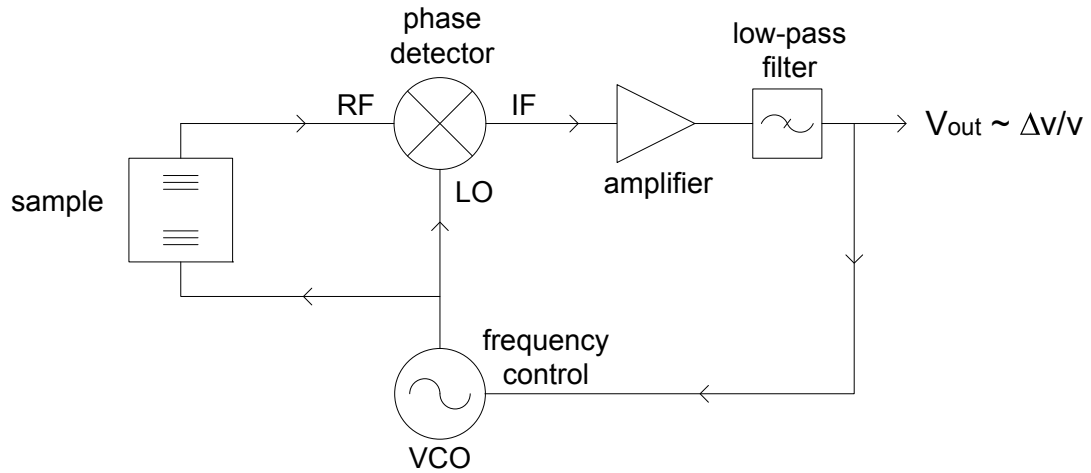 phase
detector
low-pass
filter
RF
IF
Vout ~ Δv/v
LO
amplifier
sample
frequency
control
VCO